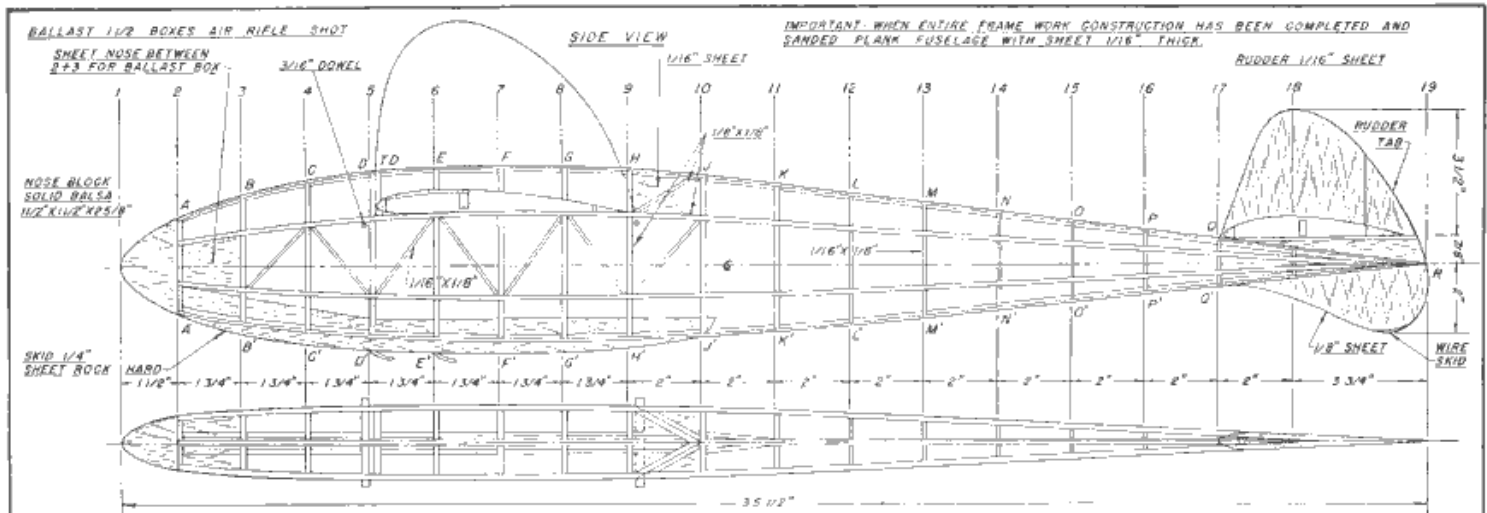 BALLAST 1 1/2 BOXES AIR RIFLE SHOT
SIDE VIEW
IMPORTANT- WHEN ENTIRE FRAME WORK CONSTRUCTION HAS BEEN COMPLETED AND
SANDED PLANK FUSELAGE WITH SHEET 1/16" THICK.
SHEET NOSE BETWEEN
2+3 FOR BALLAST BOX
3/16" DOWEL
1/16" SHEET
RUDDER 1/16" SHEET
1 2 3 4 5 6 7 8 9 10 11 12 13 14 15 16 17 18 19
1/8" X 1/8"
RUDDER
TAB
3 1/2"
NOSE BLOCK
SOLID BALSA
1 1/2" X 1 1/2" X 2 5/8"
A B C D T D E F G H J K L M N O P Q
1/16" X 1/8"
G
1/16" X 1/8"
R
2"
A' B' C' D' E' F' G' H' J' K' L' M' N' O' P' Q'
SKID 1/4"
SHEET ROCK HARD
1/8" SHEET
WIRE
SKID
1 1/2" 1 3/4" 1 3/4" 1 3/4" 1 3/4" 1 3/4" 1 3/4" 1 3/4" 2" 2" 2" 2" 2" 2" 2" 2" 2" 3 3/4"
35 1/2"